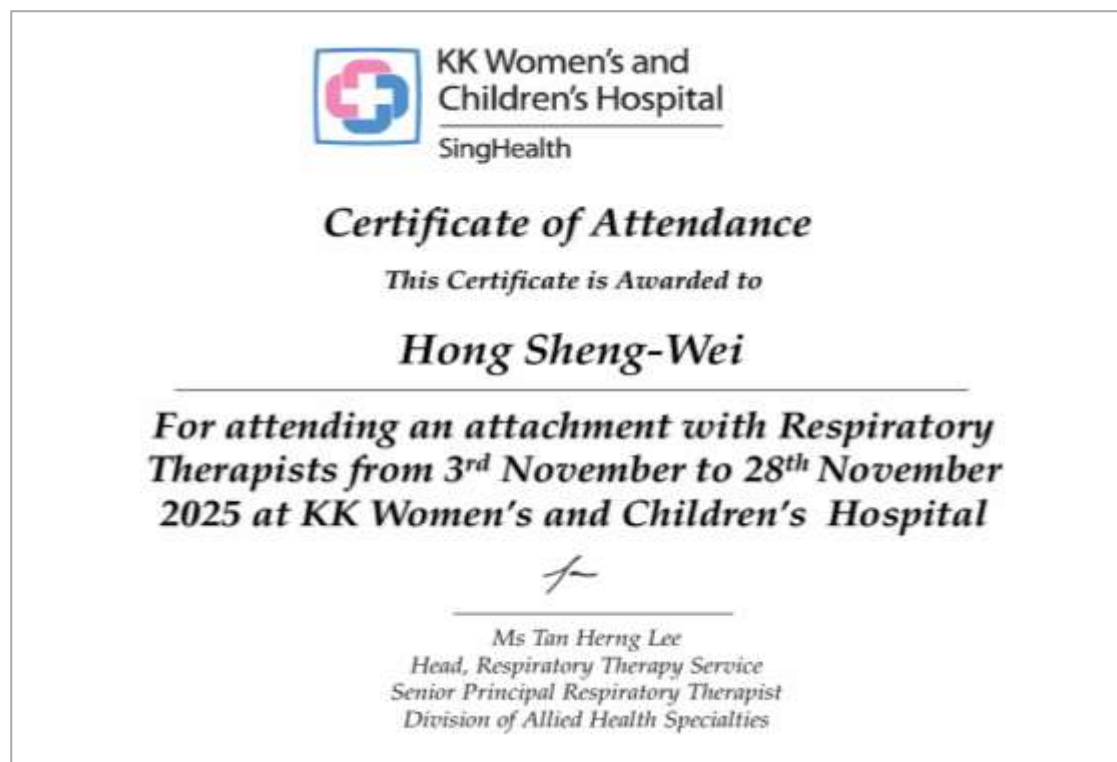 KK Women's and
Children's Hospital
SingHealth
Certificate of Attendance
This Certificate is Awarded to
Hong Sheng-Wei
For attending an attachment with Respiratory
Therapists from 3rd November to 28th November
2025 at KK Women's and Children's Hospital
Ms Tan Herng Lee
Head, Respiratory Therapy Service
Senior Principal Respiratory Therapist
Division of Allied Health Specialties